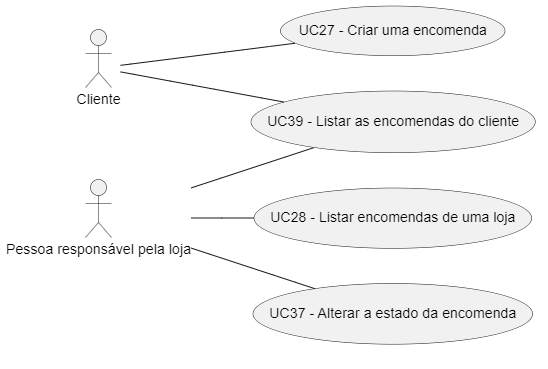 UC27 - Criar uma encomenda
Cliente
UC39 - Listar as encomendas do cliente
UC28 - Listar encomendas de uma loja
Pessoa responsável pela loja
UC37 - Alterar a estado da encomenda